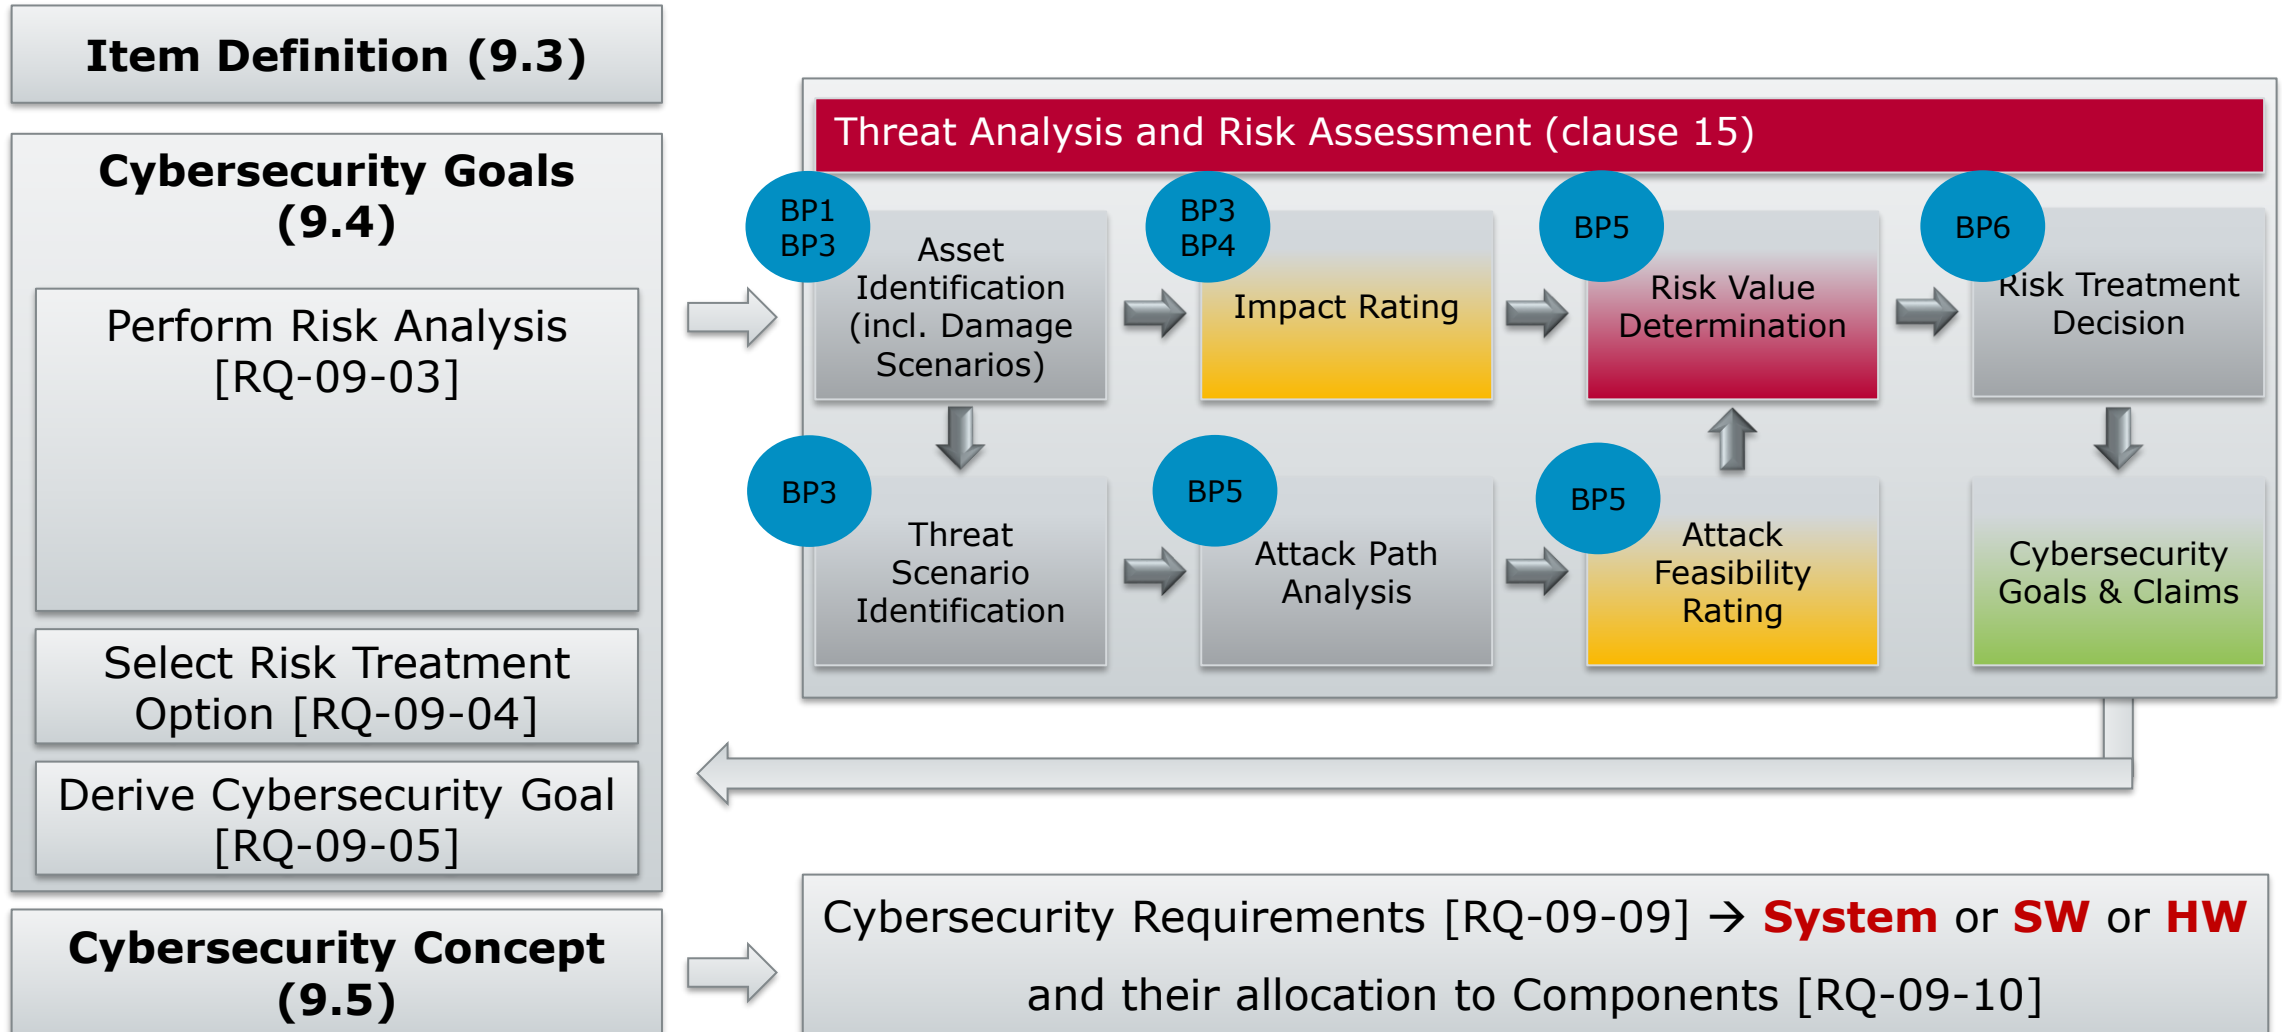 Item Definition (9.3)
Cybersecurity Goals
(9.4)
Perform Risk Analysis
[RQ-09-03]
Select Risk Treatment
Option [RQ-09-04]
Derive Cybersecurity Goal
[RQ-09-05]
Cybersecurity Concept
(9.5)
Threat Analysis and Risk Assessment (clause 15)
BP1
BP3
Asset
Identification
(incl. Damage
Scenarios)
BP3
BP4
Impact Rating
BP5
Risk Value
Determination
BP6
Risk Treatment
Decision
BP3
Threat
Scenario
Identification
BP5
Attack Path
Analysis
BP5
Attack
Feasibility
Rating
Cybersecurity
Goals & Claims
Cybersecurity Requirements [RQ-09-09] → System or SW or HW
and their allocation to Components [RQ-09-10]